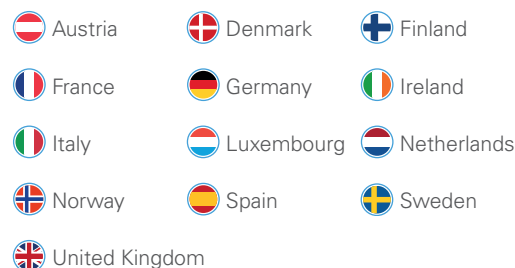 Austria
Denmark
Finland
France
Germany
Ireland
Italy
Luxembourg
Netherlands
Norway
Spain
Sweden
United Kingdom